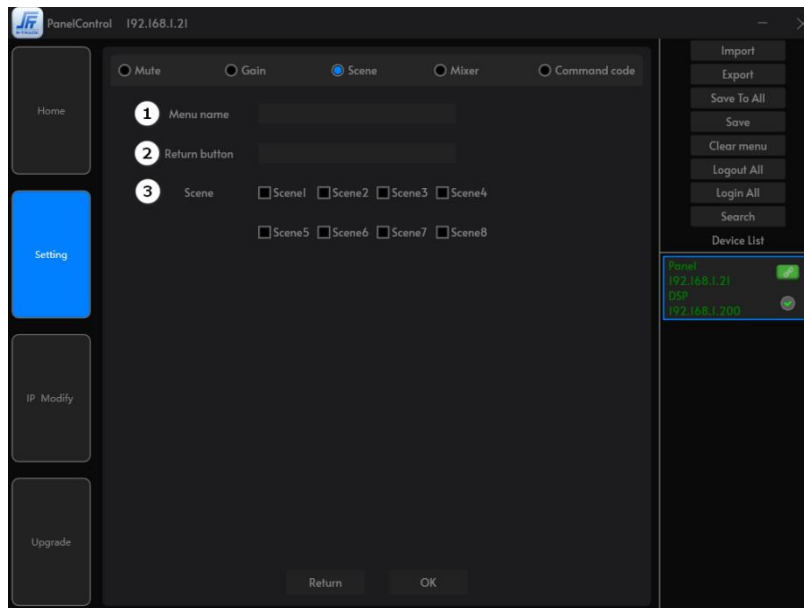 PanelControl 192.168.1.21
Home
Setting
IP Modify
Upgrade
Mute Gain Scene Mixer Command code
1 Menu name
2 Return button
3 Scene Scene1 Scene2 Scene3 Scene4
Scene5 Scene6 Scene7 Scene8
Return OK
Import
Export
Save To All
Save
Clear menu
Logout All
Login All
Search
Device List
Panel
192.168.1.21
DSP
192.168.1.200